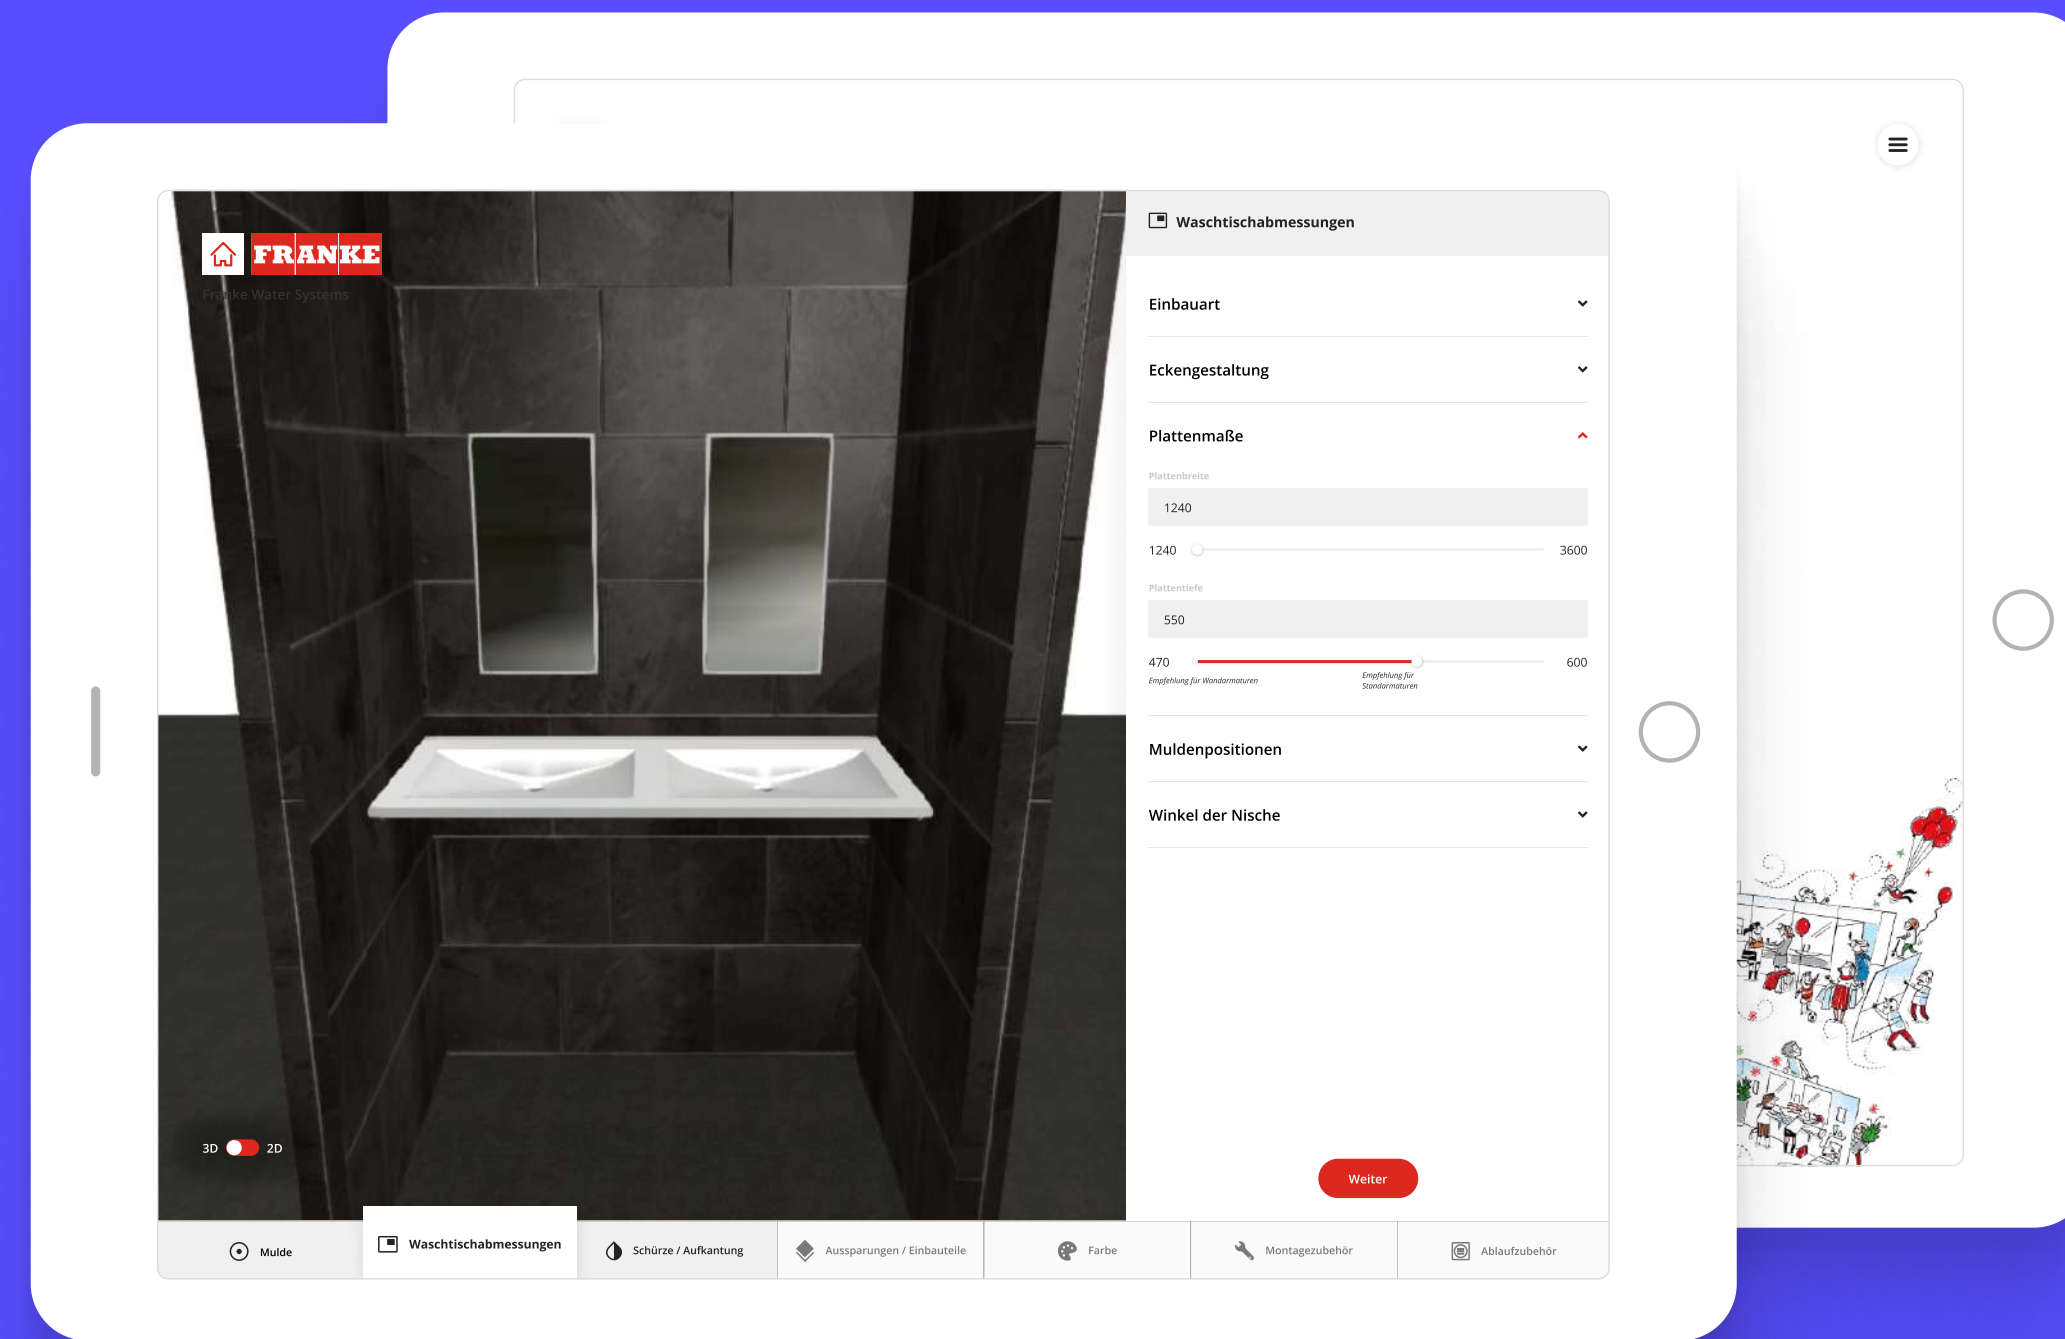 FRANKE
Franke Water Systems
3D
2D
Waschtischabmessungen
Einbauart
Eckengestaltung
Plattenmaße
Plattenbreite
1240
1240
3600
Plattentiefe
550
470
600
Empfehlung für Wandarmaturen
Empfehlung für
Standarmaturen
Muldenpositionen
Winkel der Nische
Weiter
Mulde
Waschtischabmessungen
Schürze / Aufkantung
Aussparungen / Einbauteile
Farbe
Montagezubehör
Ablaufzubehör